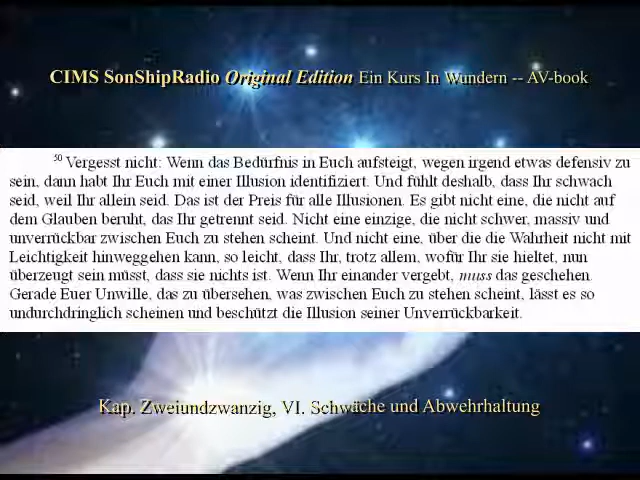 CIMS SonShipRadio Original Edition Ein Kurs In Wundern -- AV-book
50 Vergesst nicht: Wenn das Bedürfnis in Euch aufsteigt, wegen irgend etwas defensiv zu
sein, dann habt Ihr Euch mit einer Illusion identifiziert. Und fühlt deshalb, dass Ihr schwach
seid, weil Ihr allein seid. Das ist der Preis für alle Illusionen. Es gibt nicht eine, die nicht auf
dem Glauben beruht, das Ihr getrennt seid. Nicht eine einzige, die nicht schwer, massiv und
unverrückbar zwischen Euch zu stehen scheint. Und nicht eine, über die die Wahrheit nicht mit
Leichtigkeit hinweggehen kann, so leicht, dass Ihr, trotz allem, wofür Ihr sie hieltet, nun
überzeugt sein müsst, dass sie nichts ist. Wenn Ihr einander vergebt, muss das geschehen.
Gerade Euer Unwille, das zu übersehen, was zwischen Euch zu stehen scheint, lässt es so
undurchdringlich scheinen und beschützt die Illusion seiner Unverrückbarkeit.
Kap. Zweiundzwanzig, VI. Schwäche und Abwehrhaltung